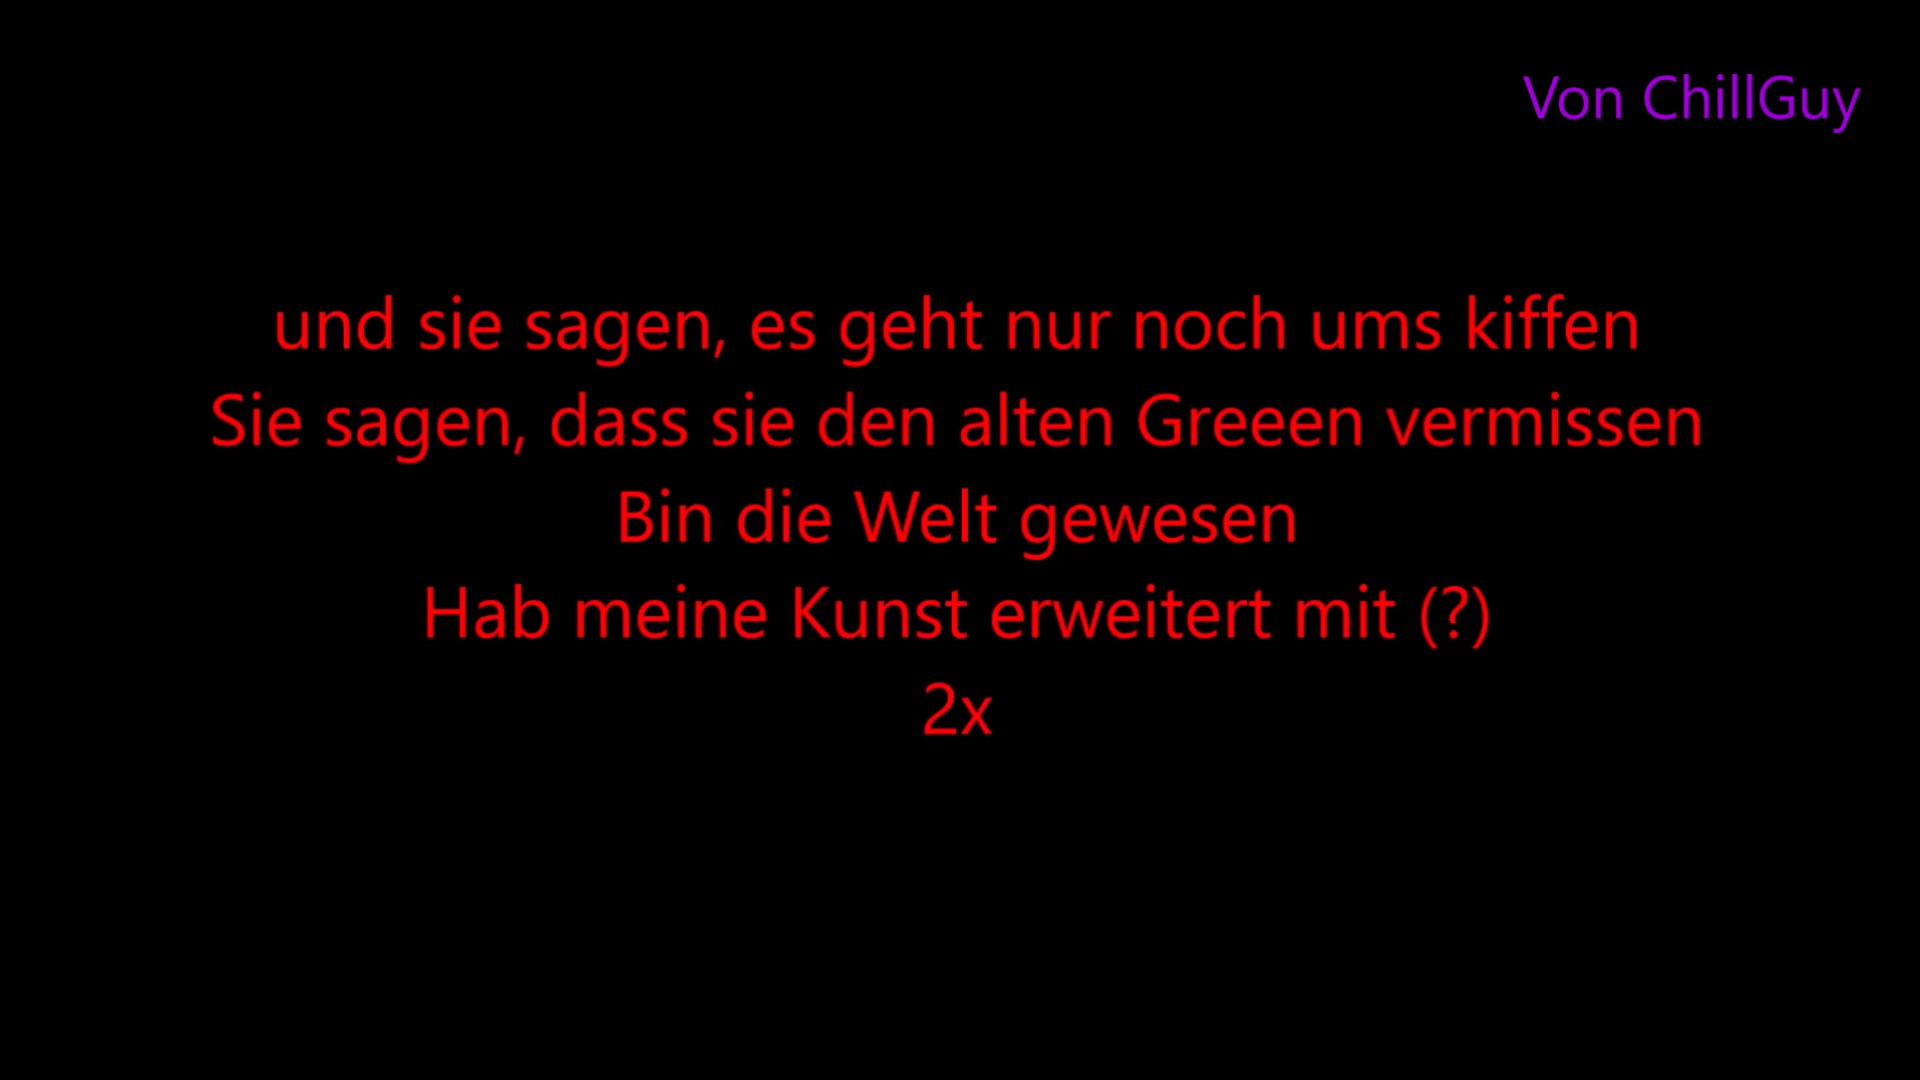 Von ChillGuy
und sie sagen, es geht nur noch ums kiffen
Sie sagen, dass sie den alten Greeen vermissen
Bin die Welt gewesen
Hab meine Kunst erweitert mit (?)
2x